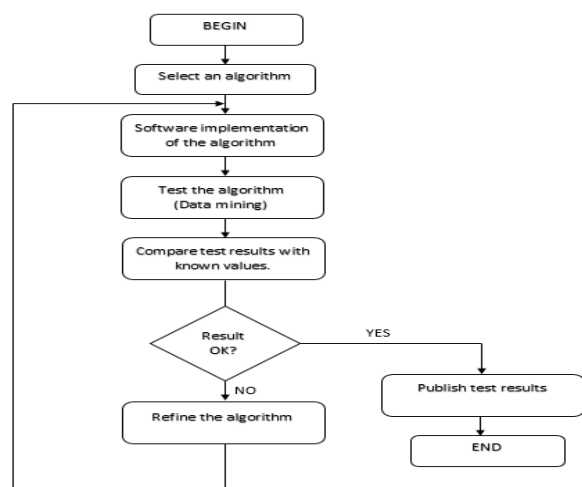 BEGIN
Select an algorithm
Software implementation
of the algorithm
Test the algorithm
(Data mining)
Compare test results with
known values.
Result
OK?
YES
NO
Publish test results
Refine the algorithm
END